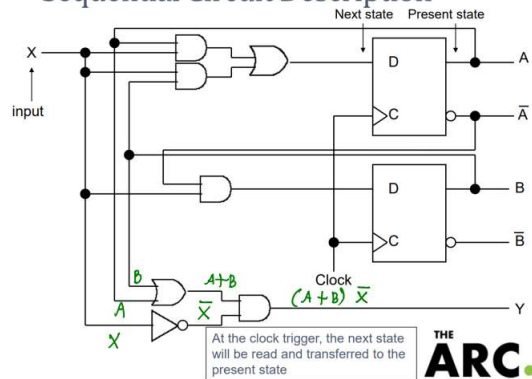 Sequential Circuit Description
Next state
Present state
X
input
D
A
C
A̅
D
B
C
B̅
Clock
B
A+B
A
X̅
X
(A+B) X̅
Y
At the clock trigger, the next state
will be read and transferred to the
present state
THE
ARC.